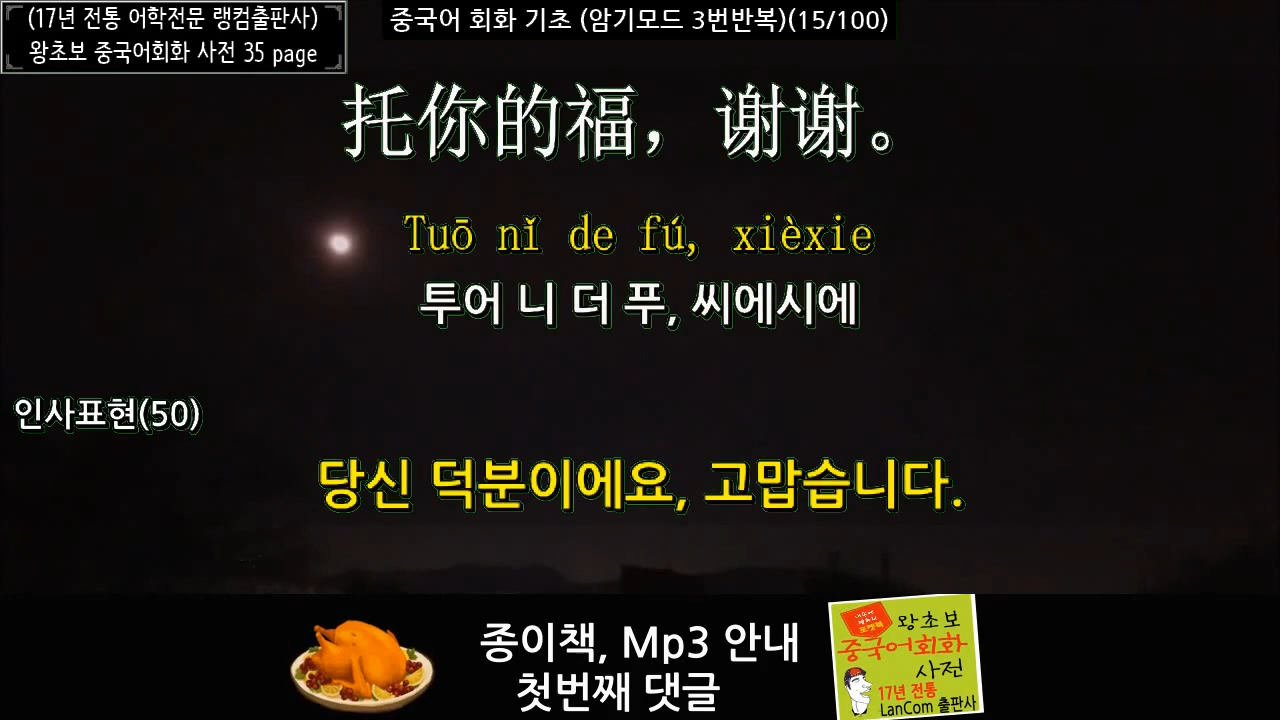 (17년 전통 어학전문 랭컴출판사)
왕초보 중국어회화 사전 35 page
중국어 회화 기초 (암기모드 3번반복)(15/100)
托你的福，谢谢。
Tuō nǐ de fú, xièxie
투어 니 더 푸, 씨에시에
인사표현(50)
당신 덕분이에요, 고맙습니다.
종이책, Mp3 안내
첫번째 댓글
포켓북
왕초보
중국어회화
사전
17년 전통
LanCom 출판사